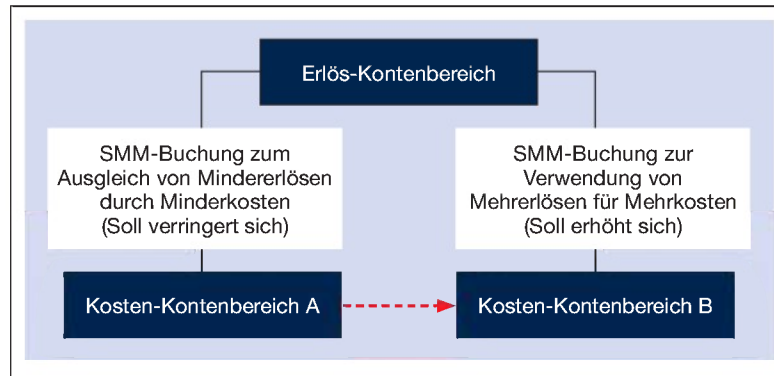 Erlös-Kontenbereich
SMM-Buchung zum
Ausgleich von Mindererlösen
durch Minderkosten
(Soll verringert sich)
SMM-Buchung zur
Verwendung von
Mehrerlösen für Mehrkosten
(Soll erhöht sich)
Kosten-Kontenbereich A
Kosten-Kontenbereich B